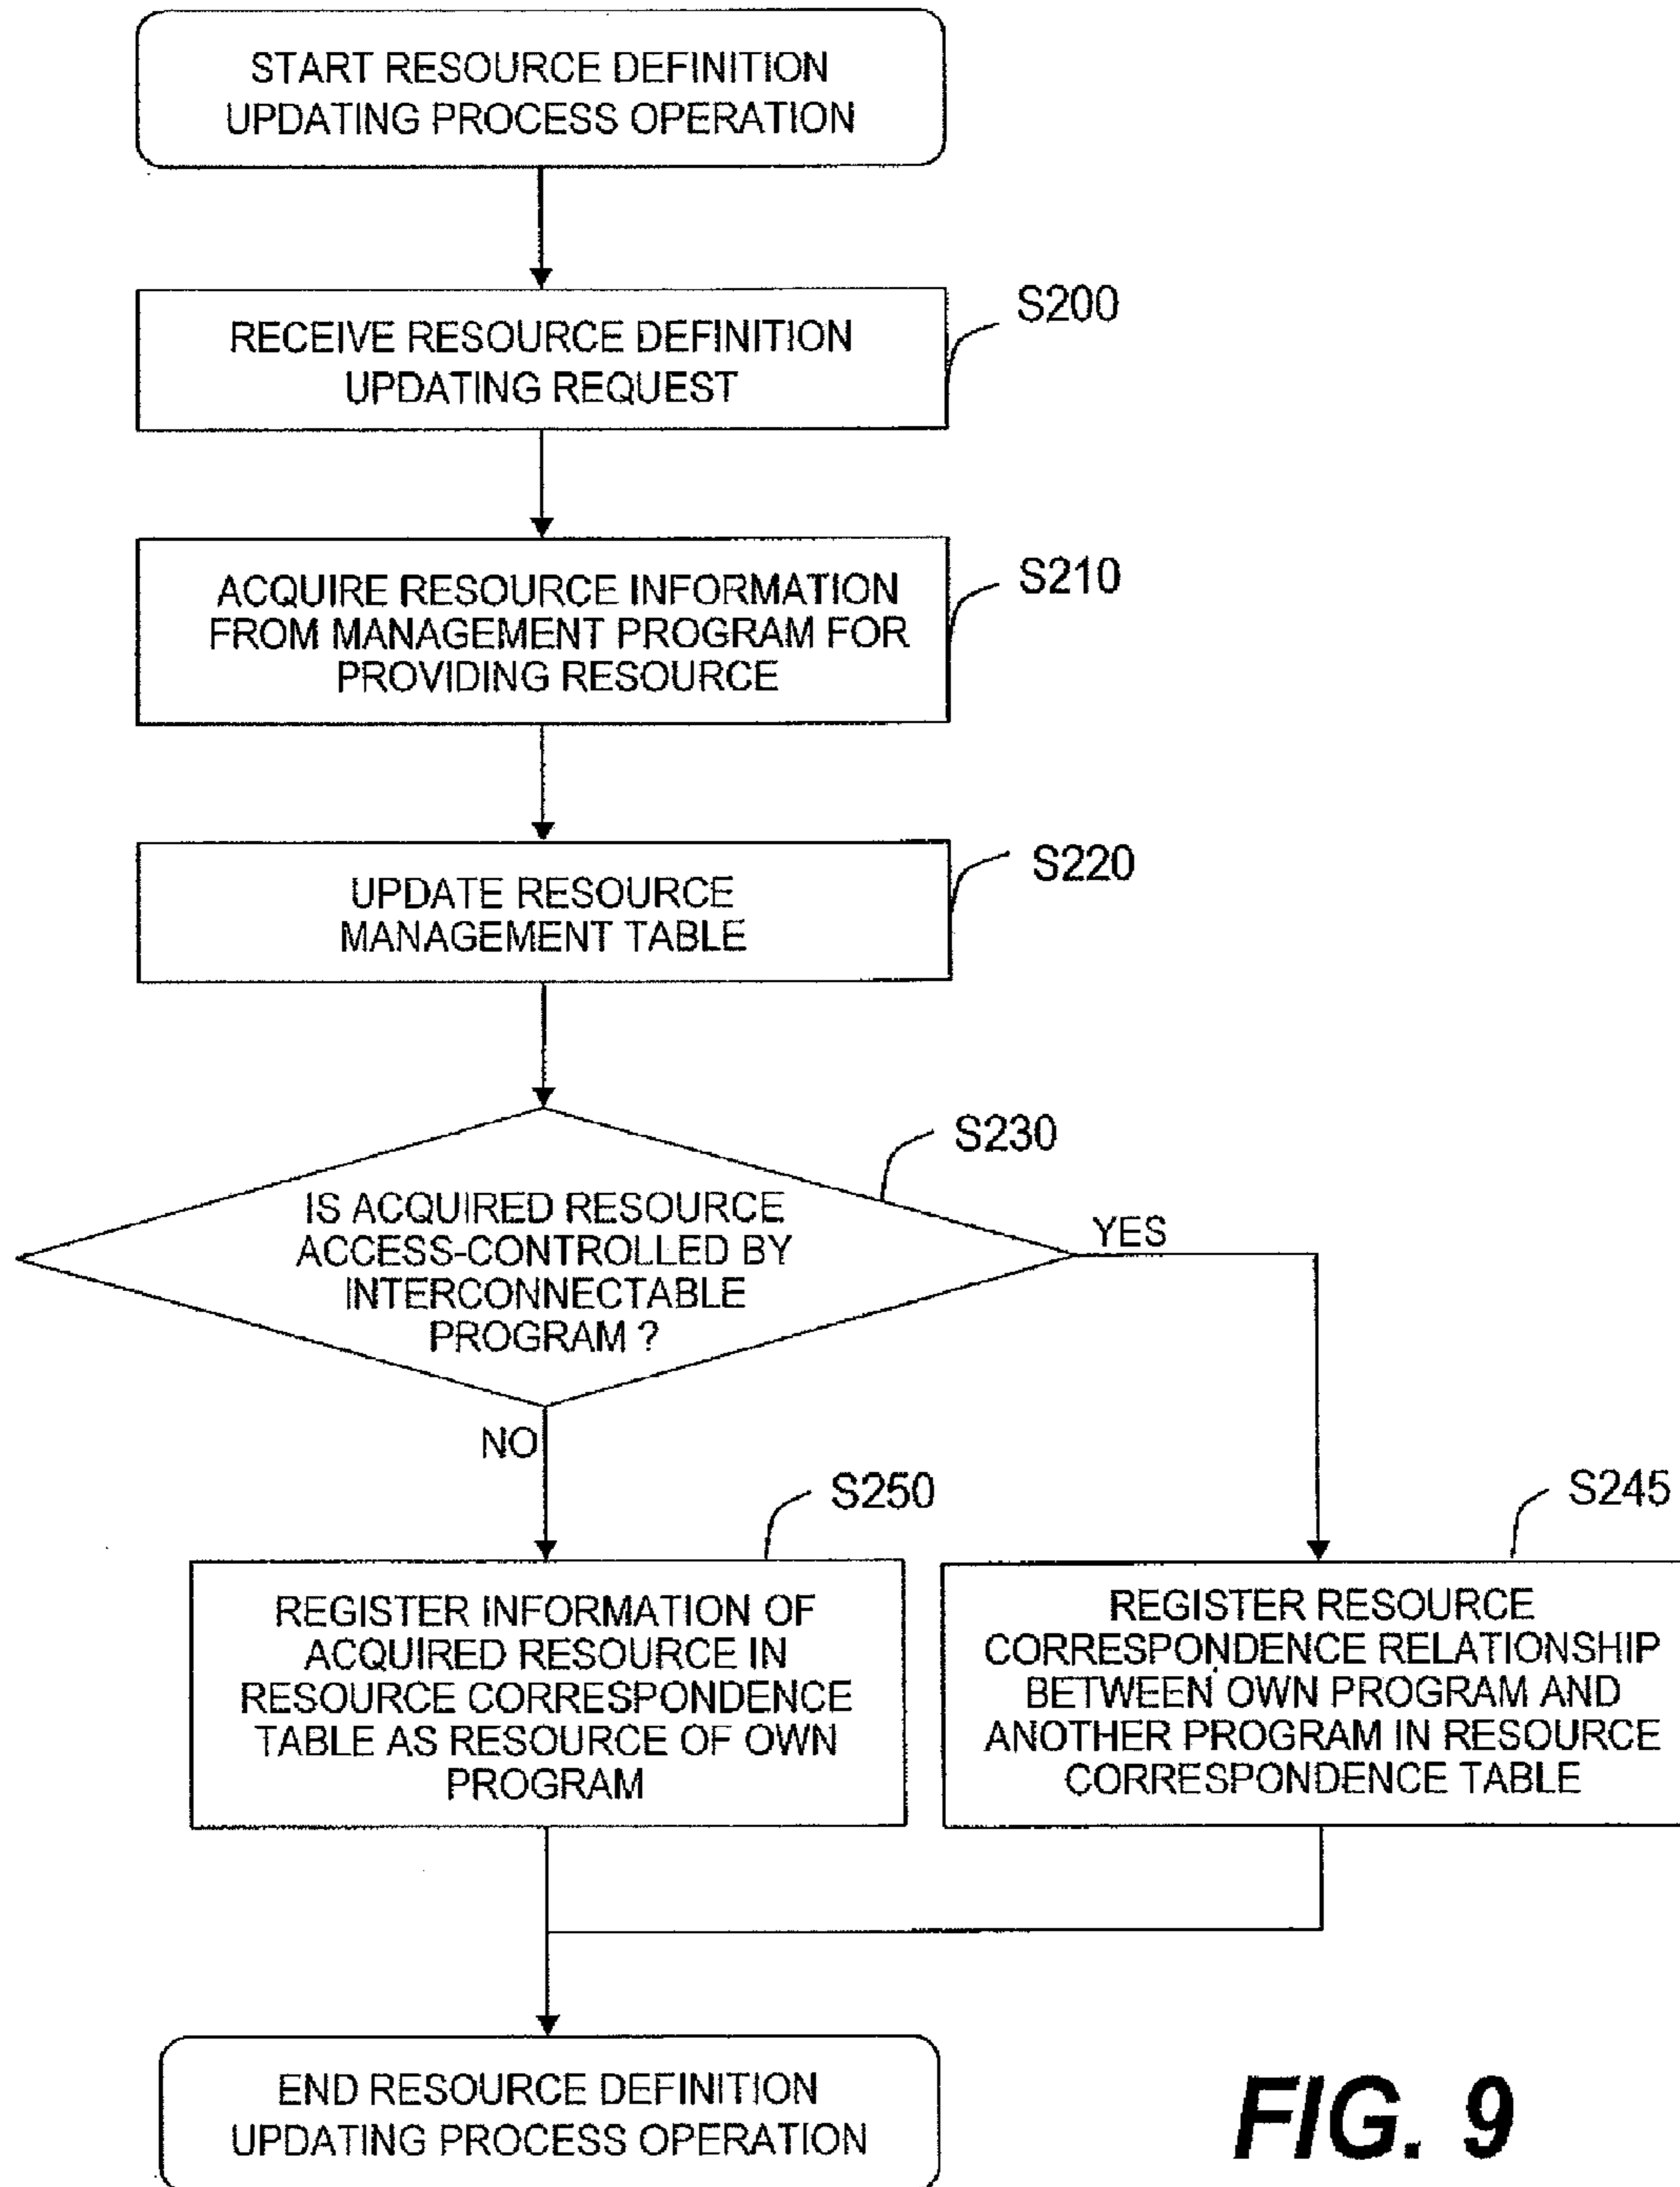 START RESOURCE DEFINITION
UPDATING PROCESS OPERATION
RECEIVE RESOURCE DEFINITION
UPDATING REQUEST
S200
ACQUIRE RESOURCE INFORMATION
FROM MANAGEMENT PROGRAM FOR
PROVIDING RESOURCE
S210
UPDATE RESOURCE
MANAGEMENT TABLE
S220
IS ACQUIRED RESOURCE
ACCESS-CONTROLLED BY
INTERCONNECTABLE
PROGRAM ?
S230
YES
NO
S250
REGISTER INFORMATION OF
ACQUIRED RESOURCE IN
RESOURCE CORRESPONDENCE
TABLE AS RESOURCE OF OWN
PROGRAM
S245
REGISTER RESOURCE
CORRESPONDENCE RELATIONSHIP
BETWEEN OWN PROGRAM AND
ANOTHER PROGRAM IN RESOURCE
CORRESPONDENCE TABLE
END RESOURCE DEFINITION
UPDATING PROCESS OPERATION
FIG. 9